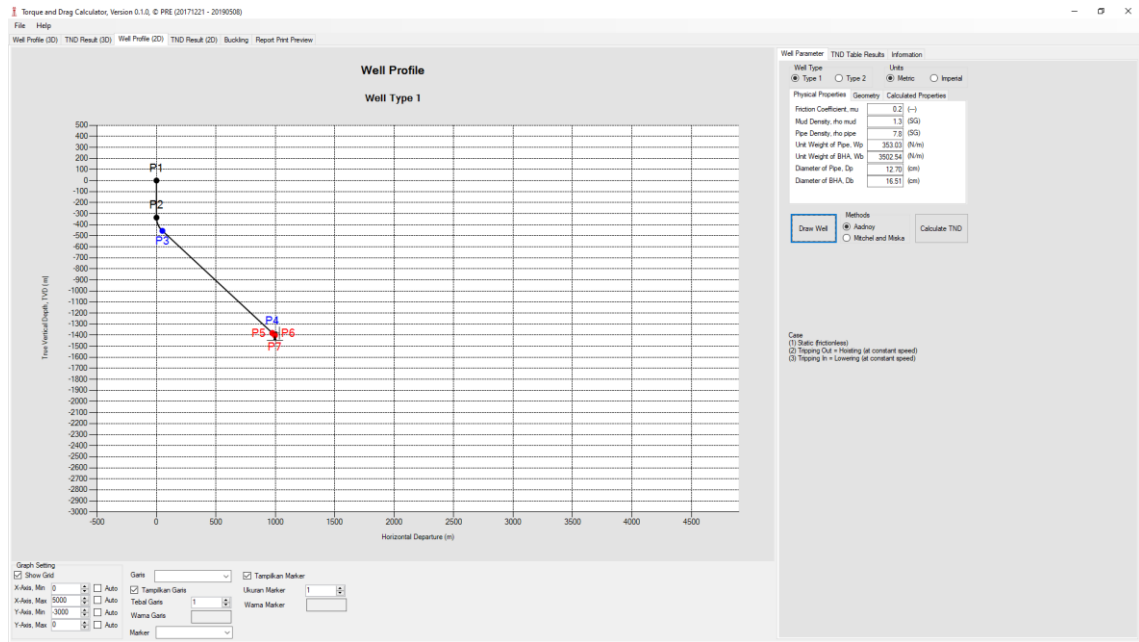 Torque and Drag Calculator, Version 0.1.0, © PRE (20171221 - 20190508)
File Help
Well Profile (3D) TND Result (3D) Well Profile (2D) TND Result (2D) Buckling Report Print Preview
Well Profile
Well Type 1
500
400
300
200
100
0
-100
-200
-300
-400
-500
-600
-700
-800
-900
-1000
-1100
-1200
-1300
-1400
-1500
-1600
-1700
-1800
-1900
-2000
-2100
-2200
-2300
-2400
-2500
-2600
-2700
-2800
-2900
-3000
True Vertical Depth, TVD (m)
P1
P2
P3
P4
P5 P6
P7
-500 0 500 1000 1500 2000 2500 3000 3500 4000 4500
Horizontal Departure (m)
Graph Setting
Show Grid
X-Axis, Min 0 Auto
X-Axis, Max 5000 Auto
Y-Axis, Min -3000 Auto
Y-Axis, Max 0 Auto
Garis
Tampilkan Garis
Tebal Garis 1
Warna Garis
Marker
Tampilkan Marker
Ukuran Marker 1
Warna Marker
Well Parameter TND Table Results Information
Well Type
Type 1 Type 2
Units
Metric Imperial
Physical Properties Geometry Calculated Properties
Friction Coefficient, mu 0.2 (--)
Mud Density, rho mud 1.3 (SG)
Pipe Density, rho pipe 7.8 (SG)
Unit Weight of Pipe, Wp 353.03 (N/m)
Unit Weight of BHA, Wb 3502.54 (N/m)
Diameter of Pipe, Dp 12.70 (cm)
Diameter of BHA, Db 16.51 (cm)
Draw Well
Methods
Aadnoy
Mitchel and Miska
Calculate TND
Case
(1) Static (frictionless)
(2) Tripping Out = Hoisting (at constant speed)
(3) Tripping In = Lowering (at constant speed)